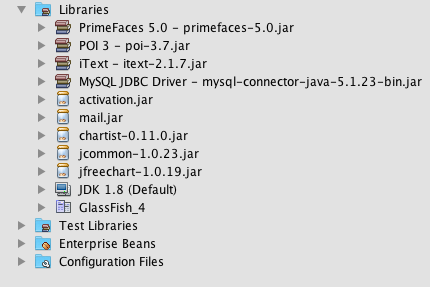 Libraries
PrimeFaces 5.0 - primefaces-5.0.jar
POI 3 - poi-3.7.jar
iText - itext-2.1.7.jar
MySQL JDBC Driver - mysql-connector-java-5.1.23-bin.jar
activation.jar
mail.jar
chartist-0.11.0.jar
jcommon-1.0.23.jar
jfreechart-1.0.19.jar
JDK 1.8 (Default)
GlassFish_4
Test Libraries
Enterprise Beans
Configuration Files